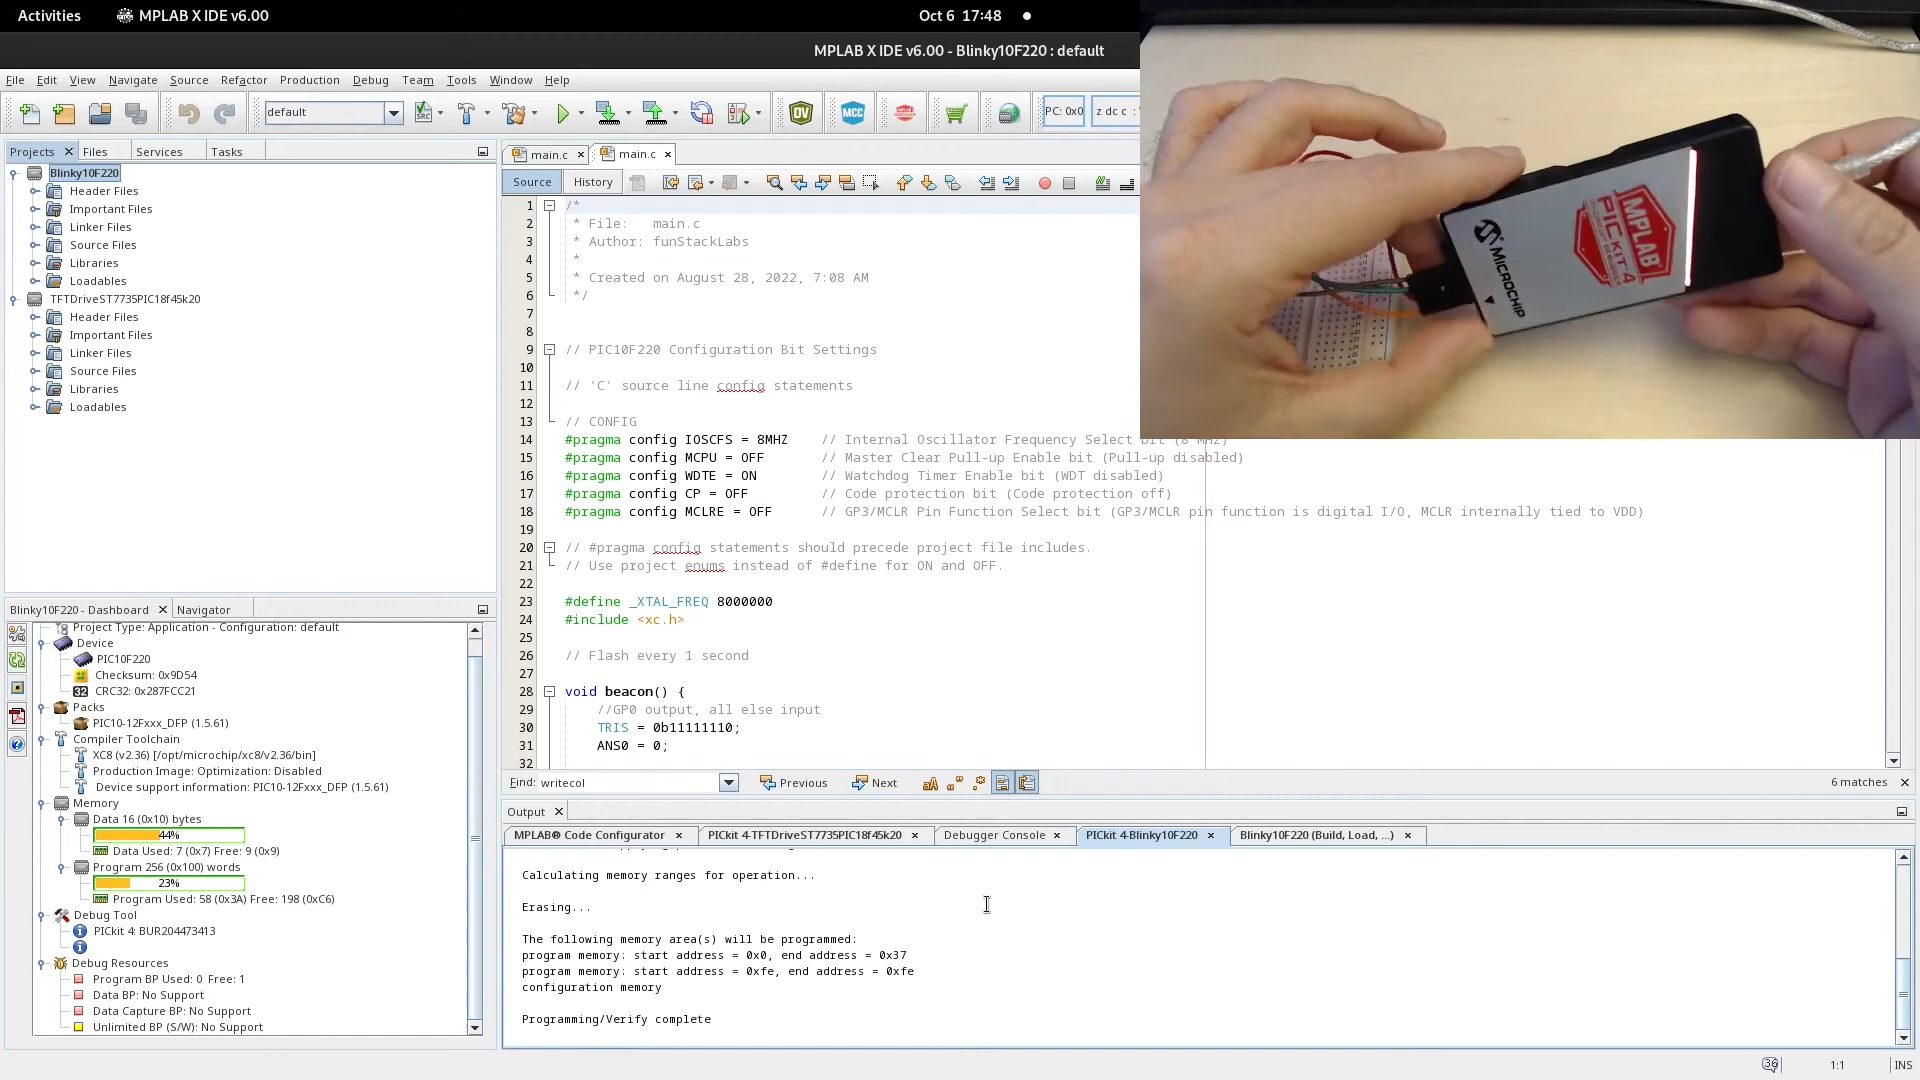 Activities
MPLAB X IDE v6.00
Oct 6 17:48
MPLAB X IDE v6.00 - Blinky10F220 : default
File Edit View Navigate Source Refactor Production Debug Team Tools Window Help
default
DV
MCC
PC: 0x0
z dc c :
Projects
Files
Services
Tasks
Blinky10F220
Header Files
Important Files
Linker Files
Source Files
Libraries
Loadables
TFTDriveST7735PIC18f45k20
Header Files
Important Files
Linker Files
Source Files
Libraries
Loadables
main.c
main.c
Source
History
1 /*
2 * File: main.c
3 * Author: funStackLabs
4 *
5 * Created on August 28, 2022, 7:08 AM
6 */
7
8
9 // PIC10F220 Configuration Bit Settings
10
11 // 'C' source line config statements
12
13 // CONFIG
14 #pragma config IOSCFS = 8MHZ // Internal Oscillator Frequency Select bit (8 MHz)
15 #pragma config MCPU = OFF // Master Clear Pull-up Enable bit (Pull-up disabled)
16 #pragma config WDTE = ON // Watchdog Timer Enable bit (WDT disabled)
17 #pragma config CP = OFF // Code protection bit (Code protection off)
18 #pragma config MCLRE = OFF // GP3/MCLR Pin Function Select bit (GP3/MCLR pin function is digital I/O, MCLR internally tied to VDD)
19
20 // #pragma config statements should precede project file includes.
21 // Use project enums instead of #define for ON and OFF.
22
23 #define _XTAL_FREQ 8000000
24 #include <xc.h>
25
26 // Flash every 1 second
27
28 void beacon() {
29 //GP0 output, all else input
30 TRIS = 0b11111110;
31 ANS0 = 0;
32
MICROCHIP
MPLAB
PICKIT 4
Find: writecol
Previous
Next
6 matches
Blinky10F220 - Dashboard
Navigator
Project Type: Application - Configuration: default
Device
PIC10F220
Checksum: 0x9D54
CRC32: 0x287FCC21
Packs
PIC10-12Fxxx_DFP (1.5.61)
Compiler Toolchain
XC8 (v2.36) [/opt/microchip/xc8/v2.36/bin]
Production Image: Optimization: Disabled
Device support information: PIC10-12Fxxx_DFP (1.5.61)
Memory
Data 16 (0x10) bytes
44%
Data Used: 7 (0x7) Free: 9 (0x9)
Program 256 (0x100) words
23%
Program Used: 58 (0x3A) Free: 198 (0xC6)
Debug Tool
PICkit 4: BUR204473413
Debug Resources
Program BP Used: 0 Free: 1
Data BP: No Support
Data Capture BP: No Support
Unlimited BP (S/W): No Support
Output
MPLAB® Code Configurator
PICkit 4-TFTDriveST7735PIC18f45k20
Debugger Console
PICkit 4-Blinky10F220
Blinky10F220 (Build, Load, ...)
Calculating memory ranges for operation...
Erasing...
The following memory area(s) will be programmed:
program memory: start address = 0x0, end address = 0x37
program memory: start address = 0xfe, end address = 0xfe
configuration memory
Programming/Verify complete
36
1:1
INS